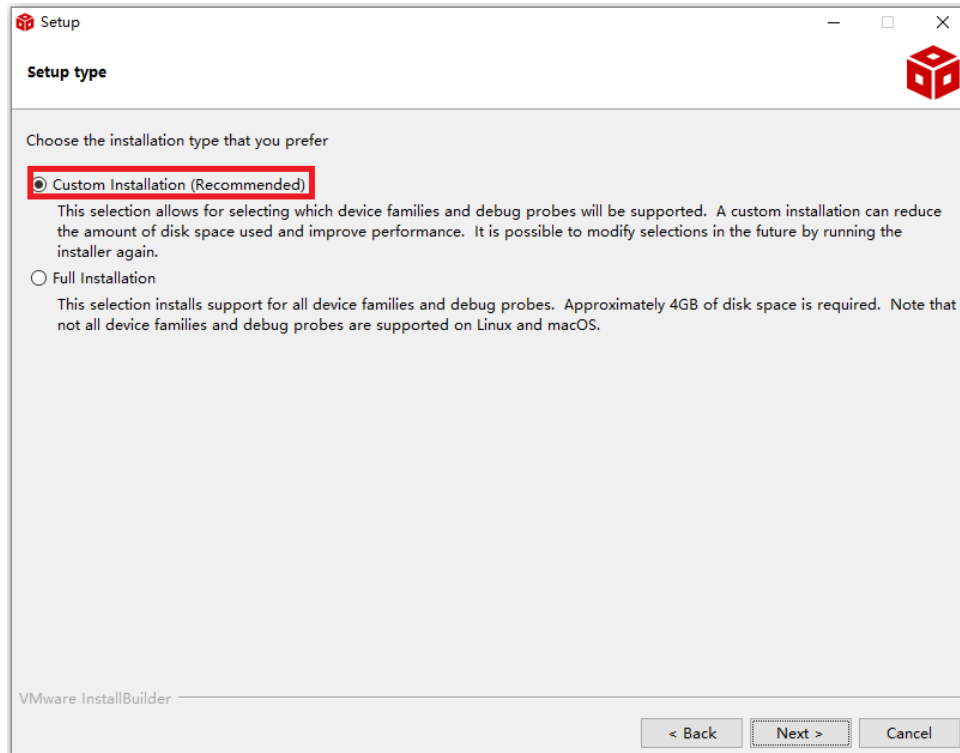 Setup
Setup type
Choose the installation type that you prefer
Custom Installation (Recommended)
This selection allows for selecting which device families and debug probes will be supported.  A custom installation can reduce
the amount of disk space used and improve performance.  It is possible to modify selections in the future by running the
installer again.
Full Installation
This selection installs support for all device families and debug probes.  Approximately 4GB of disk space is required.  Note that
not all device families and debug probes are supported on Linux and macOS.
VMware InstallBuilder
< Back Next > Cancel